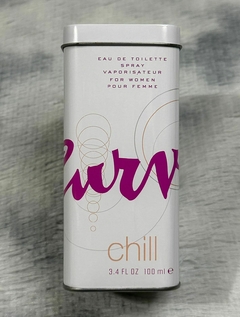 EAU DE TOILETTE
SPRAY
VAPORISATEUR
FOR WOMEN
POUR FEMME
curv
chill
3.4 FL OZ 100 ml e